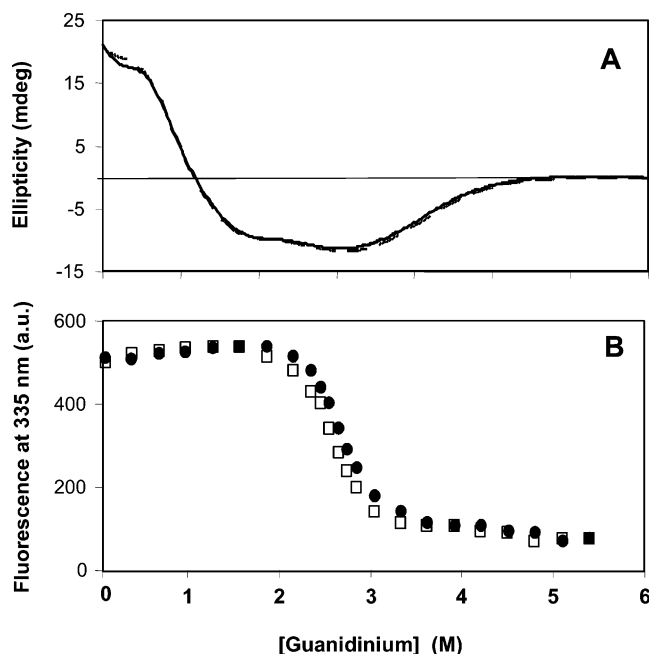 25
15
5
-5
-15
Ellipticity (mdeg)
A
600
400
200
0
Fluorescence at 335 nm (a.u.)
B
0 1 2 3 4 5 6
[Guanidinium] (M)